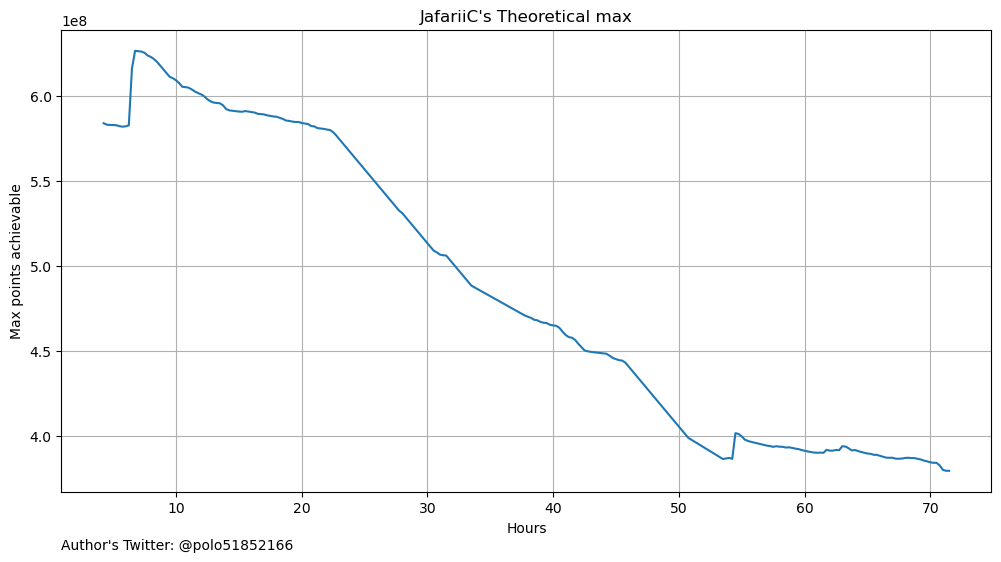 JafariiC's Theoretical max
1e8
6.0
5.5
5.0
4.5
4.0
Max points achievable
10 20 30 40 50 60 70
Hours
Author's Twitter: @polo51852166